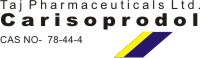 Taj Pharmaceuticals Ltd.
Carisoprodol
CAS NO- 78-44-4